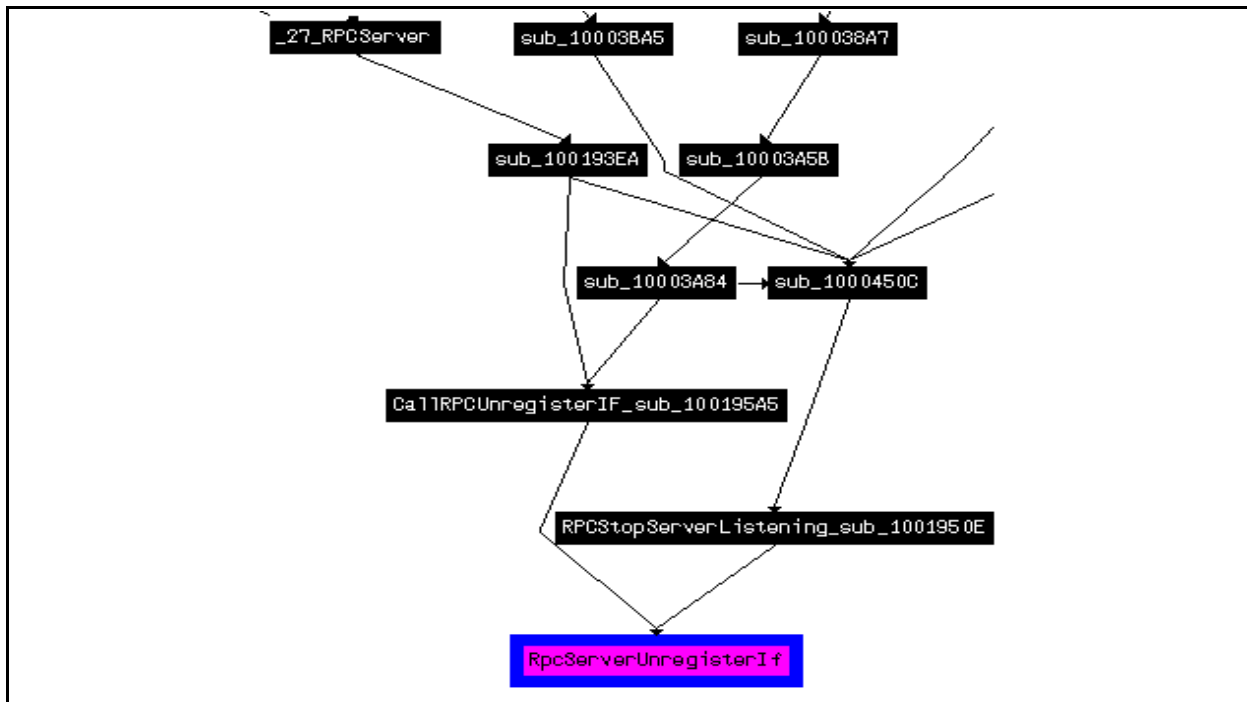 _27_RPCServer
sub_10003BA5
sub_100038A7
sub_100193EA
sub_10003A5B
sub_10003A84
sub_1000450C
CallRPCUnregisterIF_sub_100195A5
RPCStopServerListening_sub_1001950E
RpcServerUnregisterIf